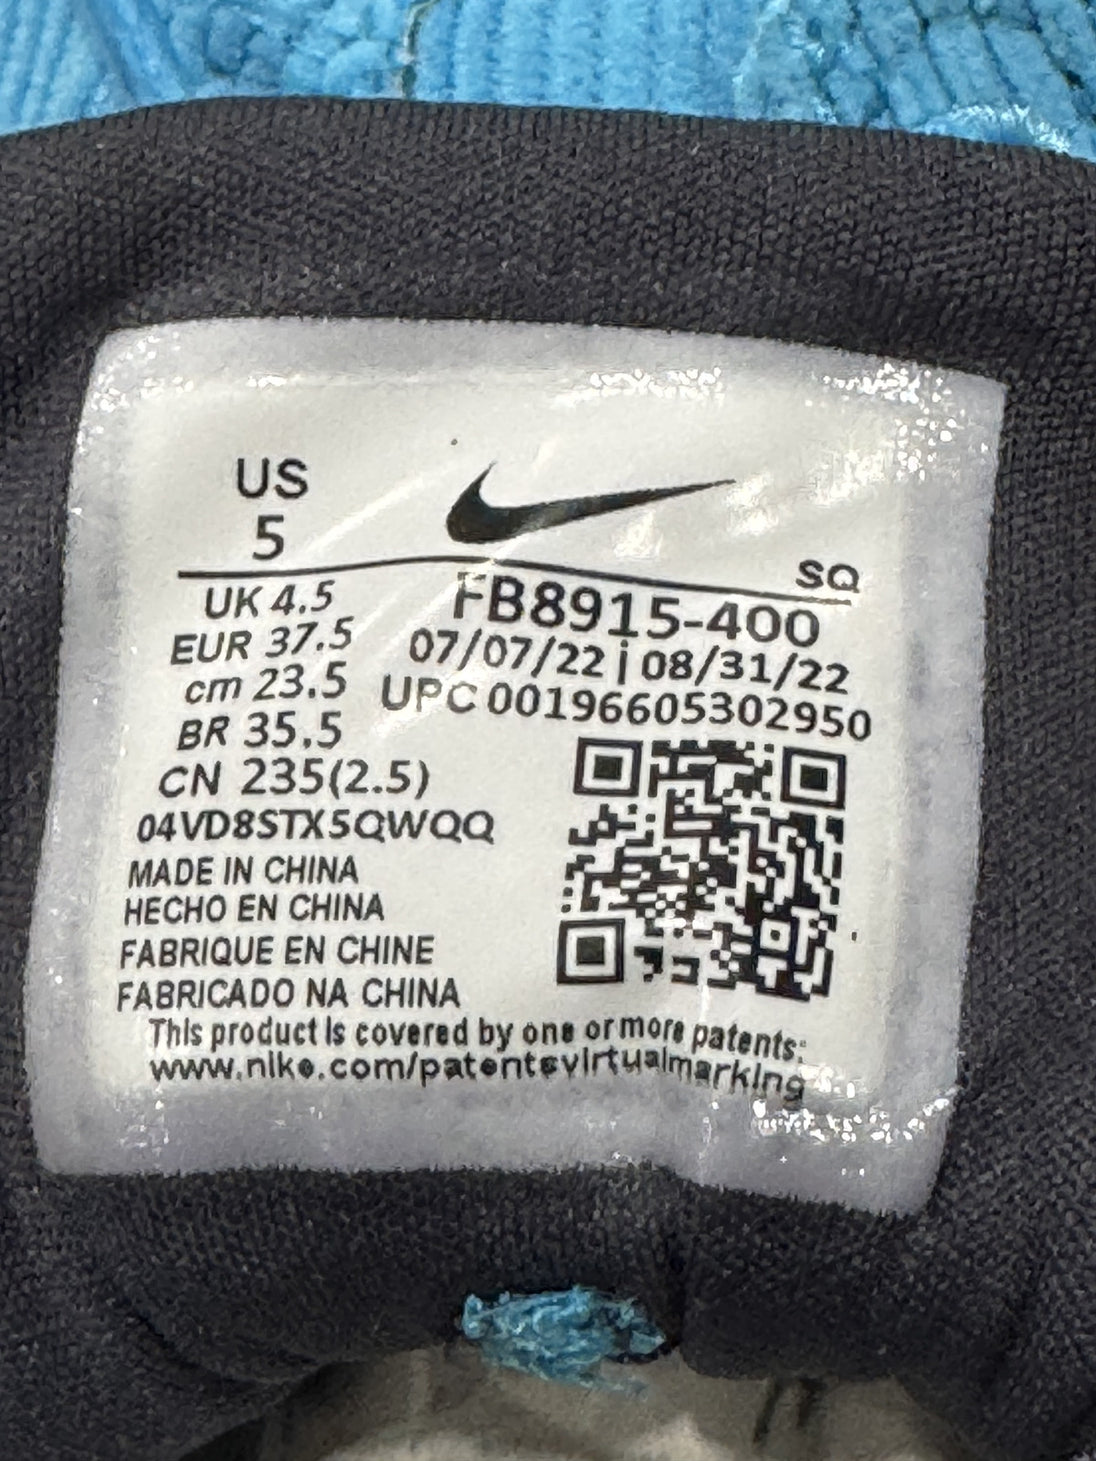 US
5
SQ
UK 4.5
FB8915-400
EUR 37.5
07/07/22 | 08/31/22
cm 23.5
UPC 00196605302950
BR 35.5
CN 235(2.5)
04VD8STX5QWQQ
MADE IN CHINA
HECHO EN CHINA
FABRIQUE EN CHINE
FABRICADO NA CHINA
This product is covered by one or more patents:
www.nike.com/patentsvirtualmarking